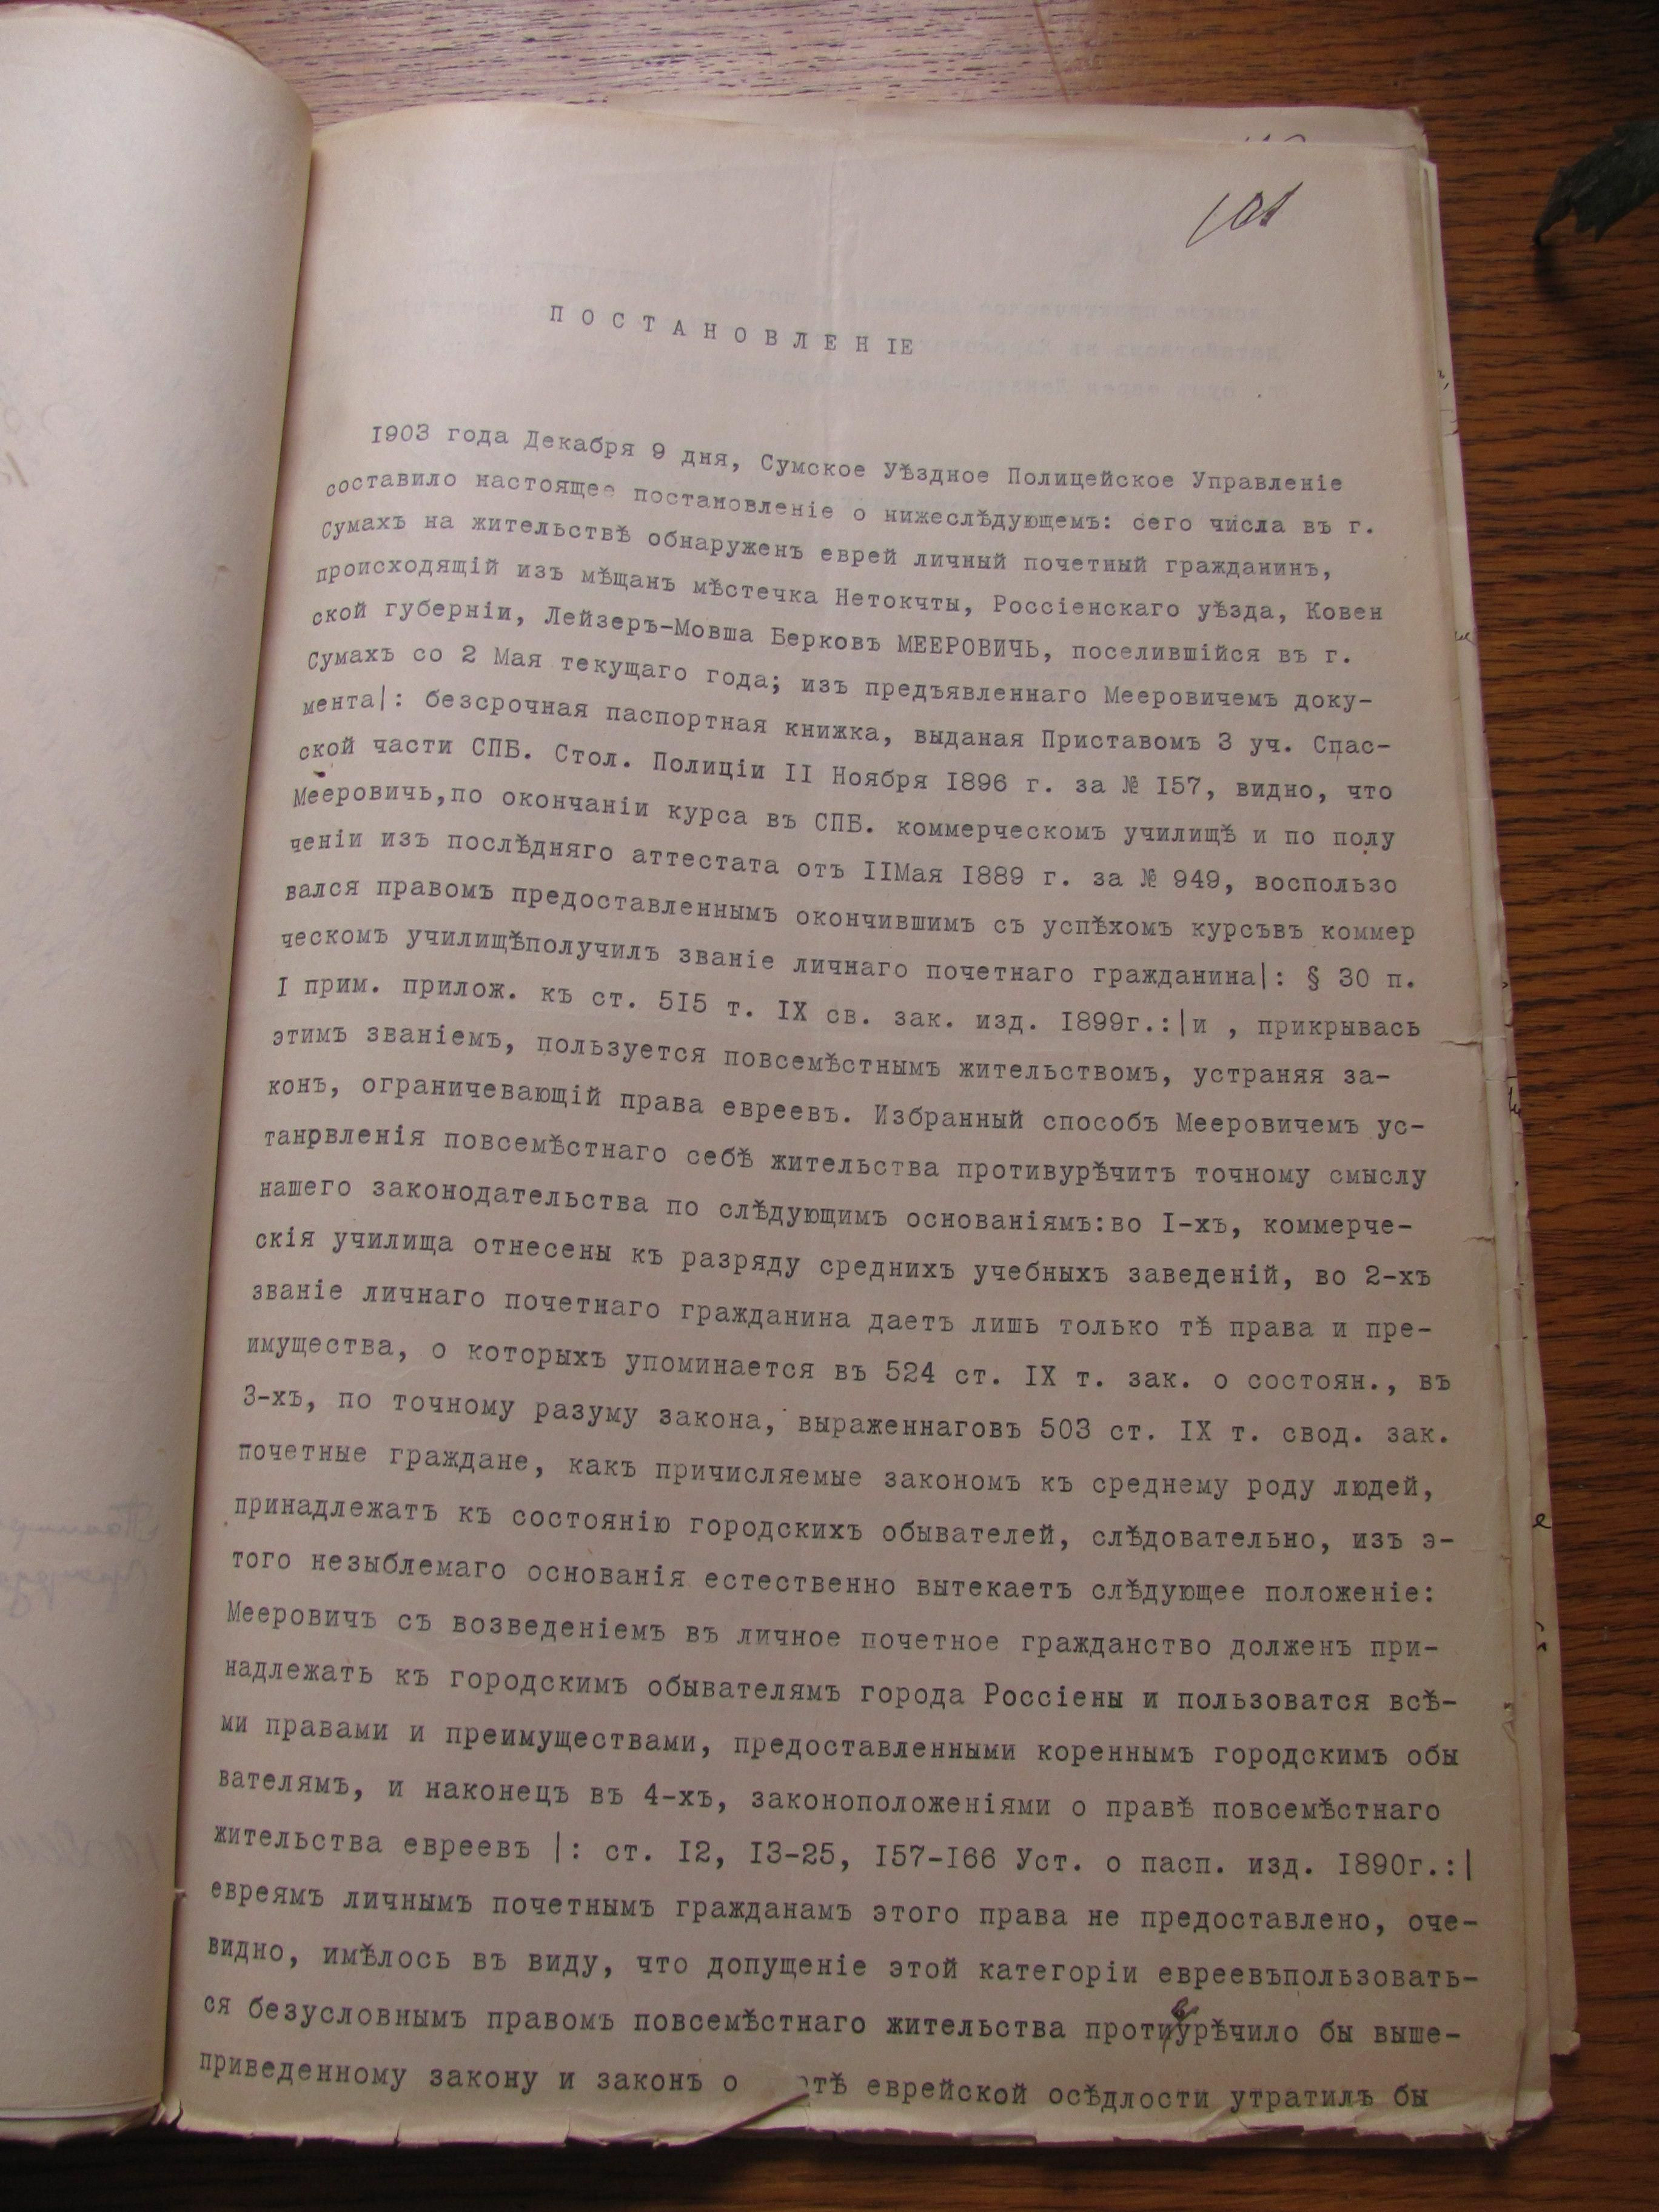 101
П О С Т А Н О В Л Е Н IЕ
I903 года Декабря 9 дня, Сумское Уѣздное Полицейское Управленіе
составило настоящее постановленіе о нижеслѣдующемъ: сего числа въ г.
Сумахъ на жительствѣ обнаруженъ еврей личный почетный гражданинъ,
происходящій изъ мѣщанъ мѣстечка Нетокчты, Россіенскаго уѣзда, Ковен
ской губерніи, Лейзеръ-Мовша Берковъ МЕЕРОВИЧЬ, поселившійся въ г.
Сумахъ со 2 Мая текущаго года; изъ предъявленнаго Мееровичемъ доку-
мента|: безсрочная паспортная книжка, выданая Приставомъ 3 уч. Спас-
ской части СПБ. Стол. Полиціи II Ноября I896 г. за № I57, видно, что
Мееровичь,по окончаніи курса въ СПБ. коммерческомъ училищѣ и по полу
ченіи изъ послѣдняго аттестата отъ IIМая I889 г. за № 949, воспользо
вался правомъ предоставленнымъ окончившимъ съ успѣхомъ курсъвъ коммер
ческомъ училищѣполучилъ званіе личнаго почетнаго гражданина|: § 30 п.
I прим. прилож. къ ст. 5I5 т. IX св. зак. изд. I899г.:|и , прикрывась
этимъ званіемъ, пользуется повсемѣстнымъ жительствомъ, устраняя за-
конъ, ограничевающій права евреевъ. Избранный способъ Мееровичемъ ус-
тановленія повсемѣстнаго себѣ жительства противурѣчитъ точному смыслу
нашего законодательства по слѣдующимъ основаніямъ:во I-хъ, коммерче-
скія училища отнесены къ разряду среднихъ учебныхъ заведеній, во 2-хъ
званіе личнаго почетнаго гражданина даетъ лишь только тѣ права и пре-
имущества, о которыхъ упоминается въ 524 ст. IX т. зак. о состоян., въ
3-хъ, по точному разуму закона, выраженнаговъ 503 ст. IX т. свод. зак.
почетные граждане, какъ причисляемые закономъ къ среднему роду людей,
принадлежатъ къ состоянію городскихъ обывателей, слѣдовательно, изъ э-
того незыблемаго основанія естественно вытекаетъ слѣдующее положеніе:
Мееровичъ съ возведеніемъ въ личное почетное гражданство долженъ при-
надлежать къ городскимъ обывателямъ города Россіены и пользоватся всѣ-
ми правами и преимуществами, предоставленными кореннымъ городскимъ обы
вателямъ, и наконецъ въ 4-хъ, законоположеніями о правѣ повсемѣстнаго
жительства евреевъ |: ст. I2, I3-25, I57-I66 Уст. о пасп. изд. I890г.:|
евреямъ личнымъ почетнымъ гражданамъ этого права не предоставлено, оче-
видно, имѣлось въ виду, что допущеніе этой категоріи евреевъпользовать-
ся безусловнымъ правомъ повсемѣстнаго жительства противурѣчило бы выше-
приведенному закону и законъ о тѣ еврейской осѣдлости утратилъ бы